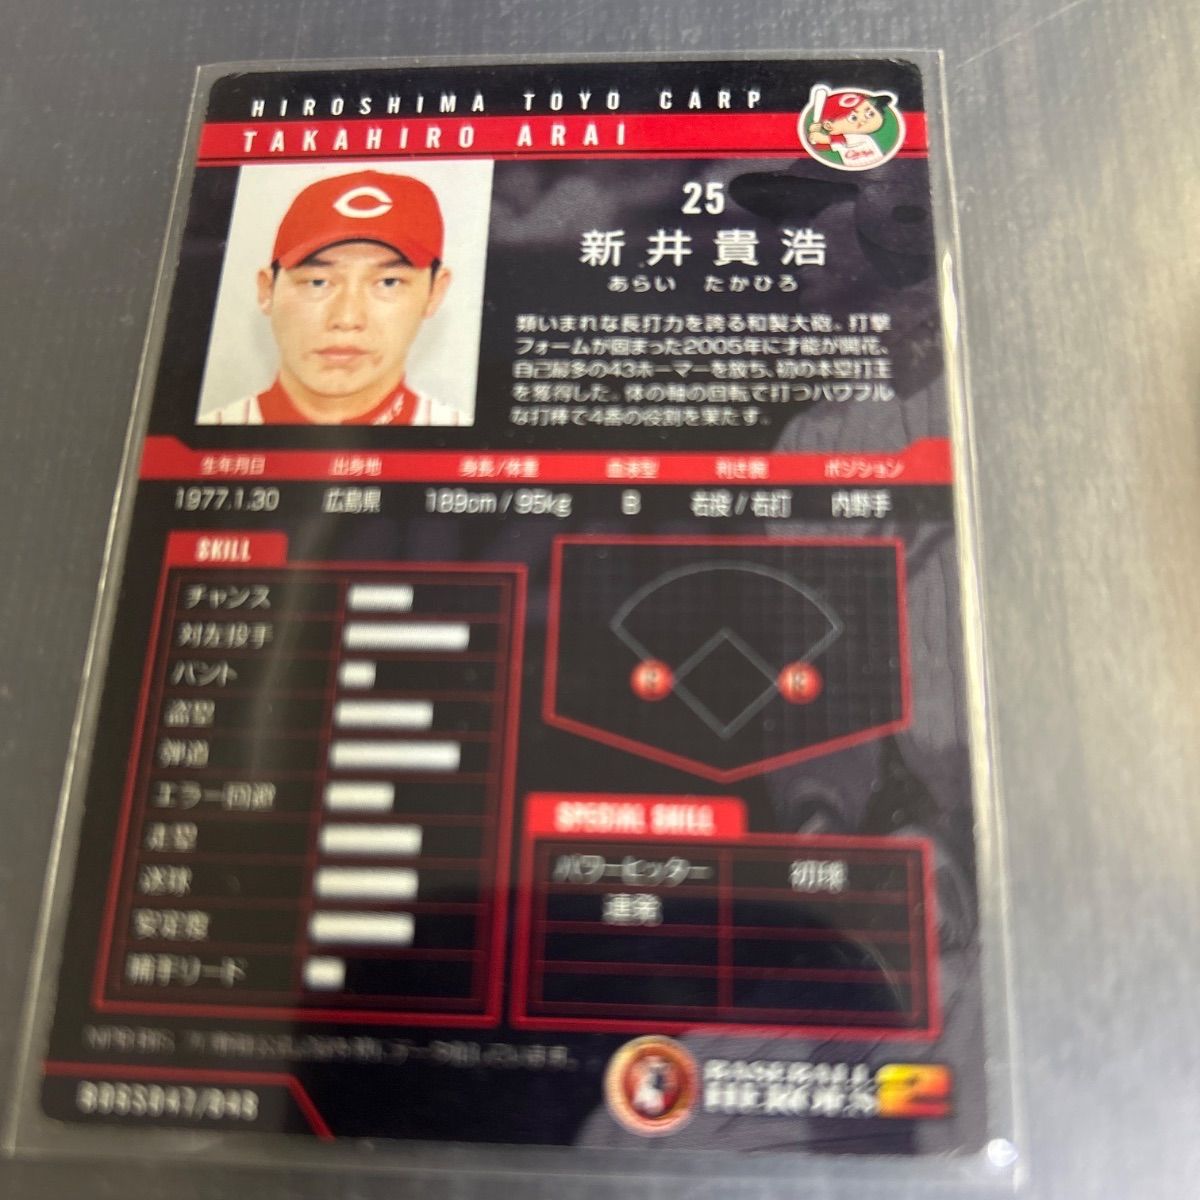 HIROSHIMA TOYO CARP
TAKAHIRO ARAI
25
新井貴浩
あらい たかひろ
類いまれな長打力を誇る和製大砲。打撃
フォームが固まった2005年に才能が開花、
自己最多の43ホーマーを放ち、初の本塁打王
を獲得した。体の軸の回転で打つパワフル
な打棒で4番の役割を果たす。
生年月日 出身地 身長/体重 血液型 利き腕 ポジション
1977.1.30 広島県 189cm / 95kg B 右投 / 右打 内野手
SKILL
チャンス
対左投手
バント
盗塁
弾道
エラー回避
走塁
送球
安定度
捕手リード
SPECIAL SKILL
パワーヒッター 初球
連発
BASEBALL
HEROES 2